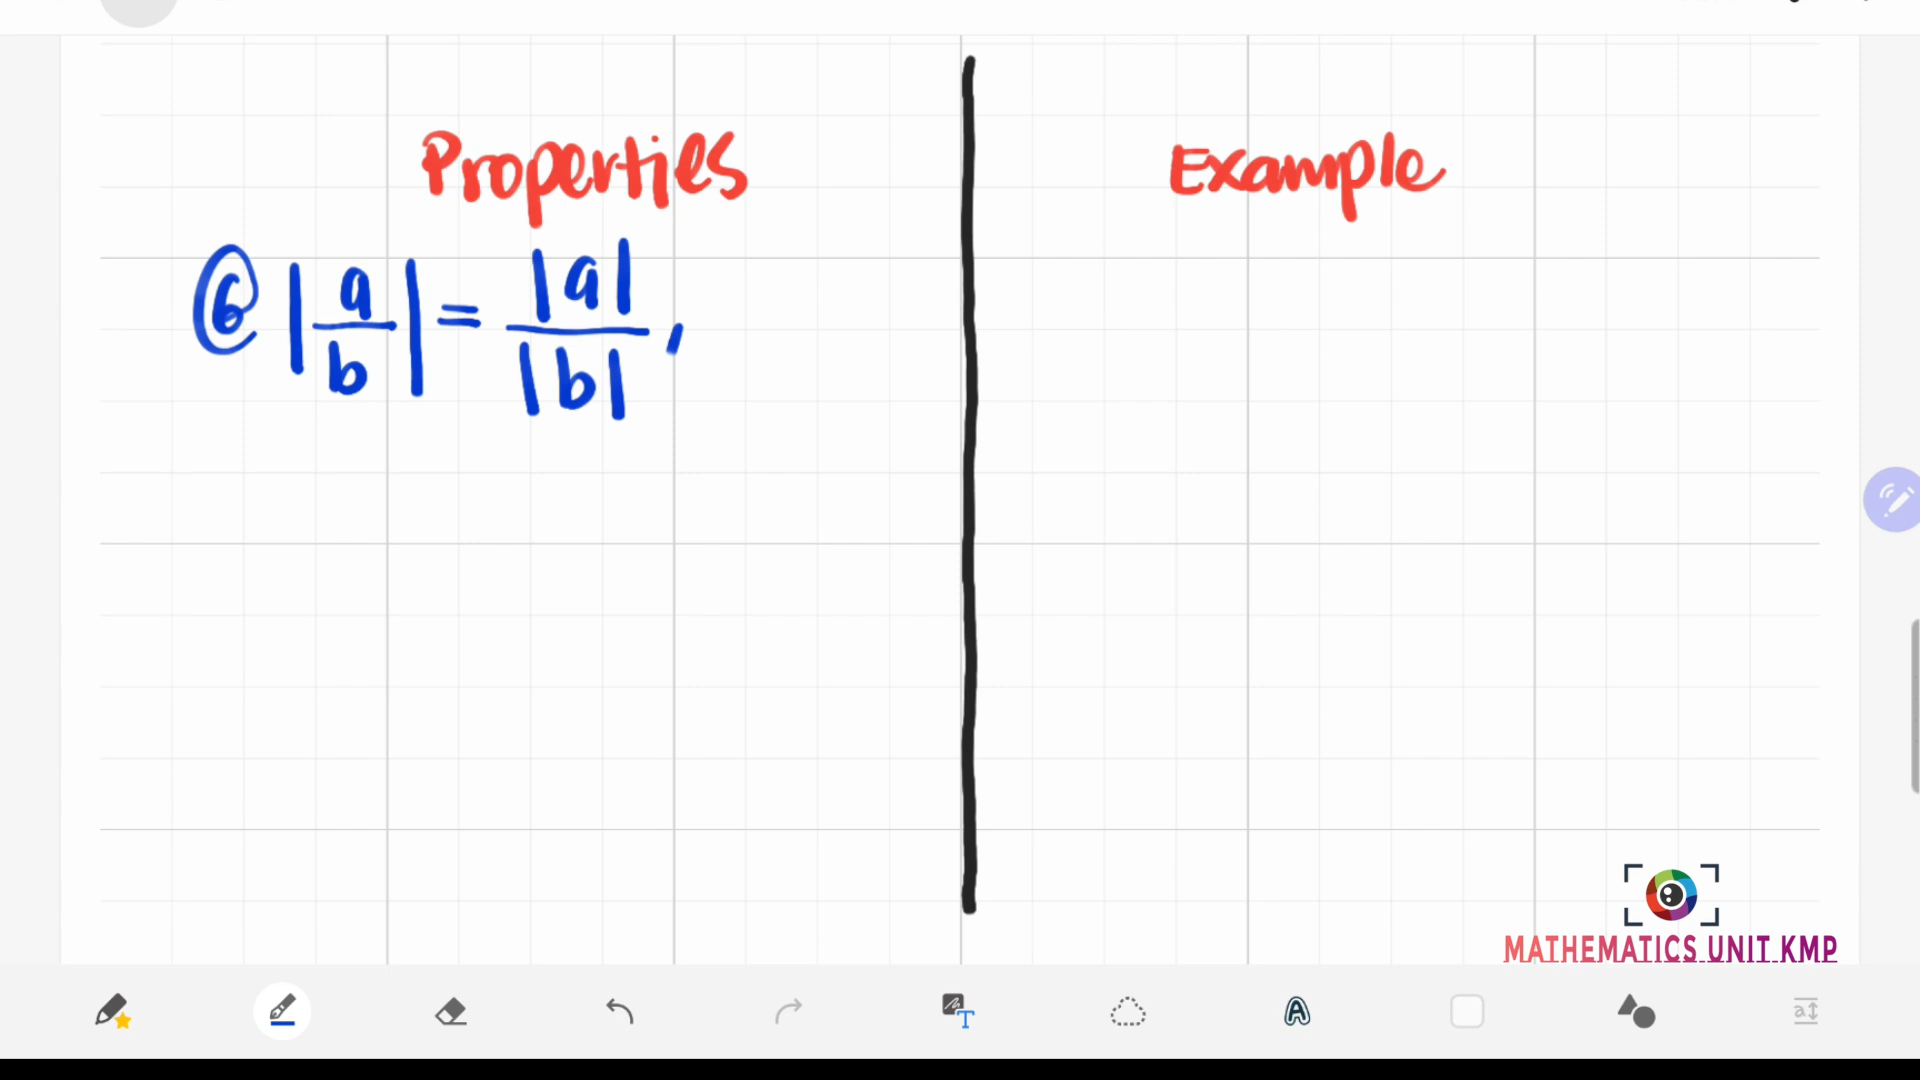 Properties
Example
⑥ |a/b| = |a|/|b| ,
MATHEMATICS UNIT KMP